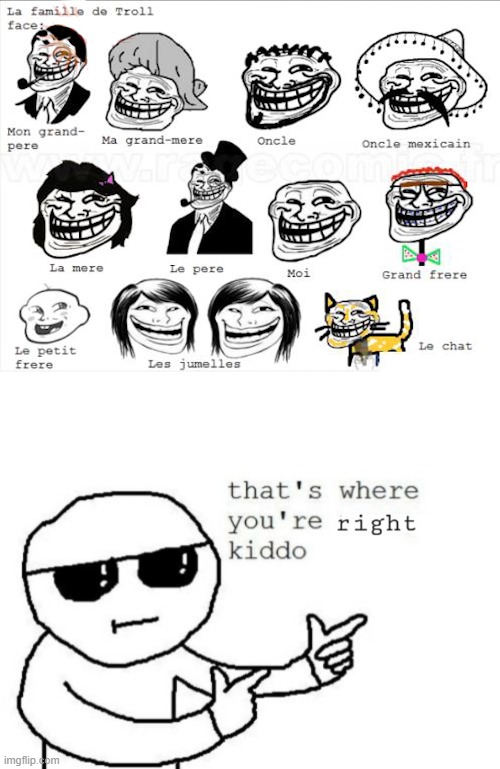 La famille de Troll
face:
Mon grand-
pere
Ma grand-mere
Oncle
Oncle mexicain
La mere
Le pere
Moi
Grand frere
Le petit
frere
Les jumelles
Le chat
that's where
you're right
kiddo
imgflip.com